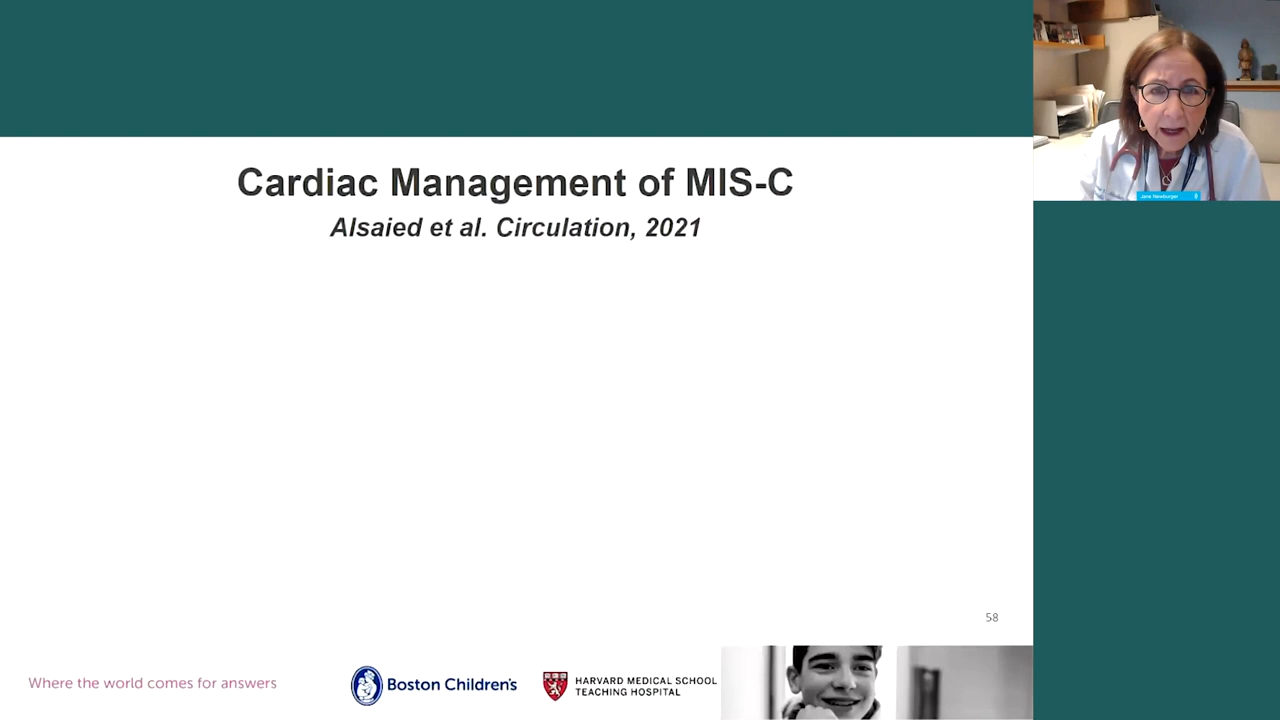 Cardiac Management of MIS-C
Alsaied et al. Circulation, 2021
Jane Newburger
58
Where the world comes for answers
Boston Children's
HARVARD MEDICAL SCHOOL
TEACHING HOSPITAL